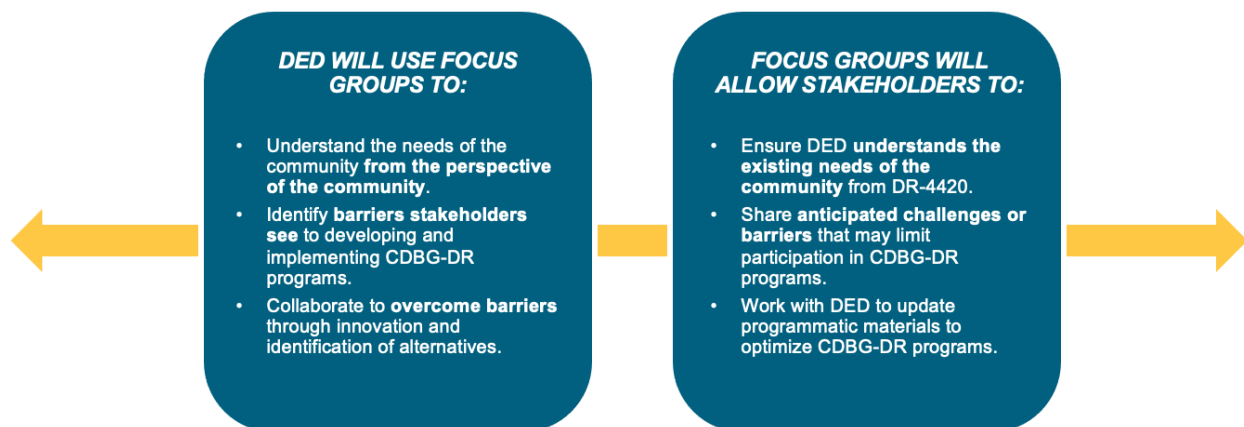 DED WILL USE FOCUS
GROUPS TO:
• Understand the needs of the
community from the perspective
of the community.
• Identify barriers stakeholders
see to developing and
implementing CDBG-DR
programs.
• Collaborate to overcome barriers
through innovation and
identification of alternatives.
FOCUS GROUPS WILL
ALLOW STAKEHOLDERS TO:
• Ensure DED understands the
existing needs of the
community from DR-4420.
• Share anticipated challenges or
barriers that may limit
participation in CDBG-DR
programs.
• Work with DED to update
programmatic materials to
optimize CDBG-DR programs.